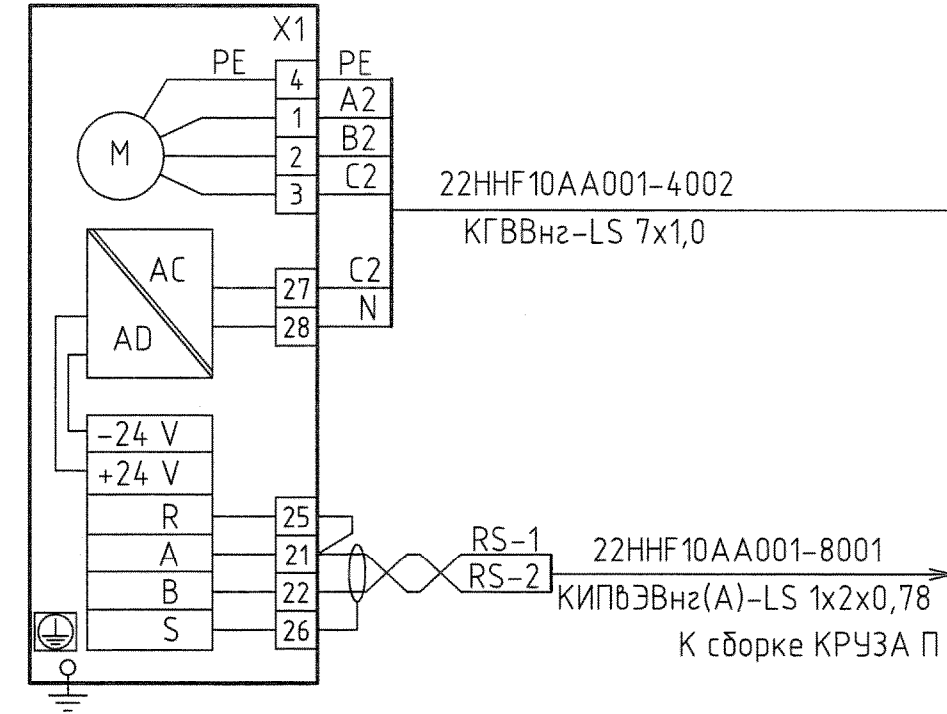 X1
PE 4 PE
1 A2
M 2 B2
3 C2
22HHF10AA001-4002
КГВВнг-LS 7x1,0
AC 27 C2
AD 28 N
-24 V
+24 V
R 25
A 21 RS-1 22HHF10AA001-8001
B 22 RS-2 КИПвЭВнг(А)-LS 1x2x0,78
S 26
К сборке КРУЗА П